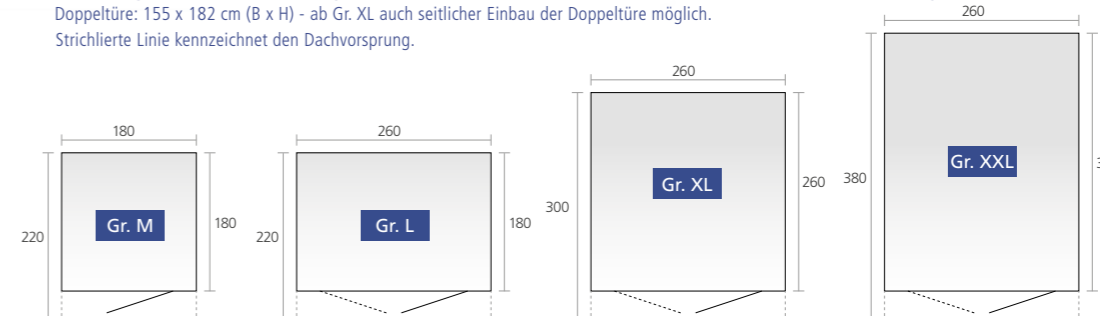 Doppeltüre: 155 x 182 cm (B x H) - ab Gr. XL auch seitlicher Einbau der Doppeltüre möglich.
Strichlierte Linie kennzeichnet den Dachvorsprung.
180
220
Gr. M
180
260
220
Gr. L
180
260
300
Gr. XL
260
260
380
Gr. XXL